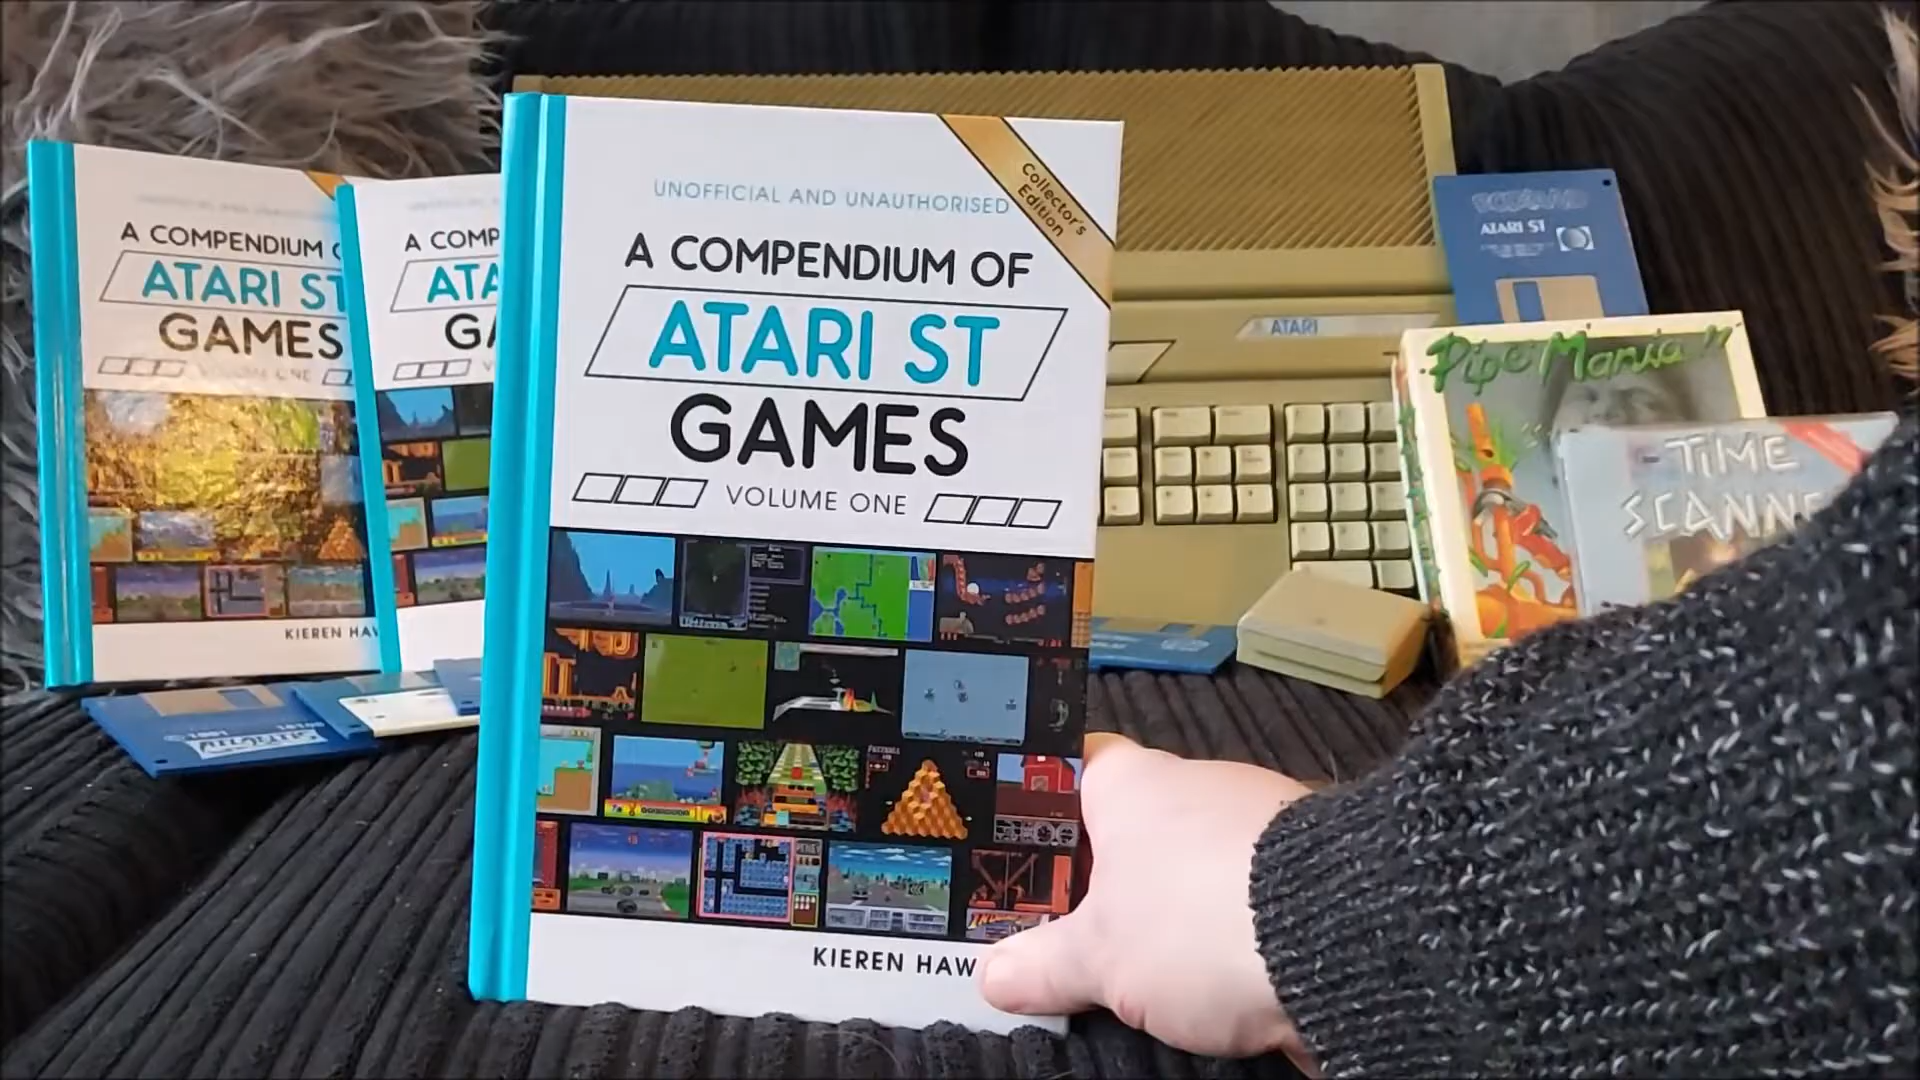 UNOFFICIAL AND UNAUTHORISED
Collector's
Edition
A COMPENDIUM OF
ATARI ST
GAMES
VOLUME ONE
KIEREN HAW
A COMPENDIUM
ATARI ST
GAMES
VOLUME ONE
KIEREN HAW
A COMP
ATA
GA
V
ATARI
ATARI ST
Pipe Mania
TIME
SCANNE